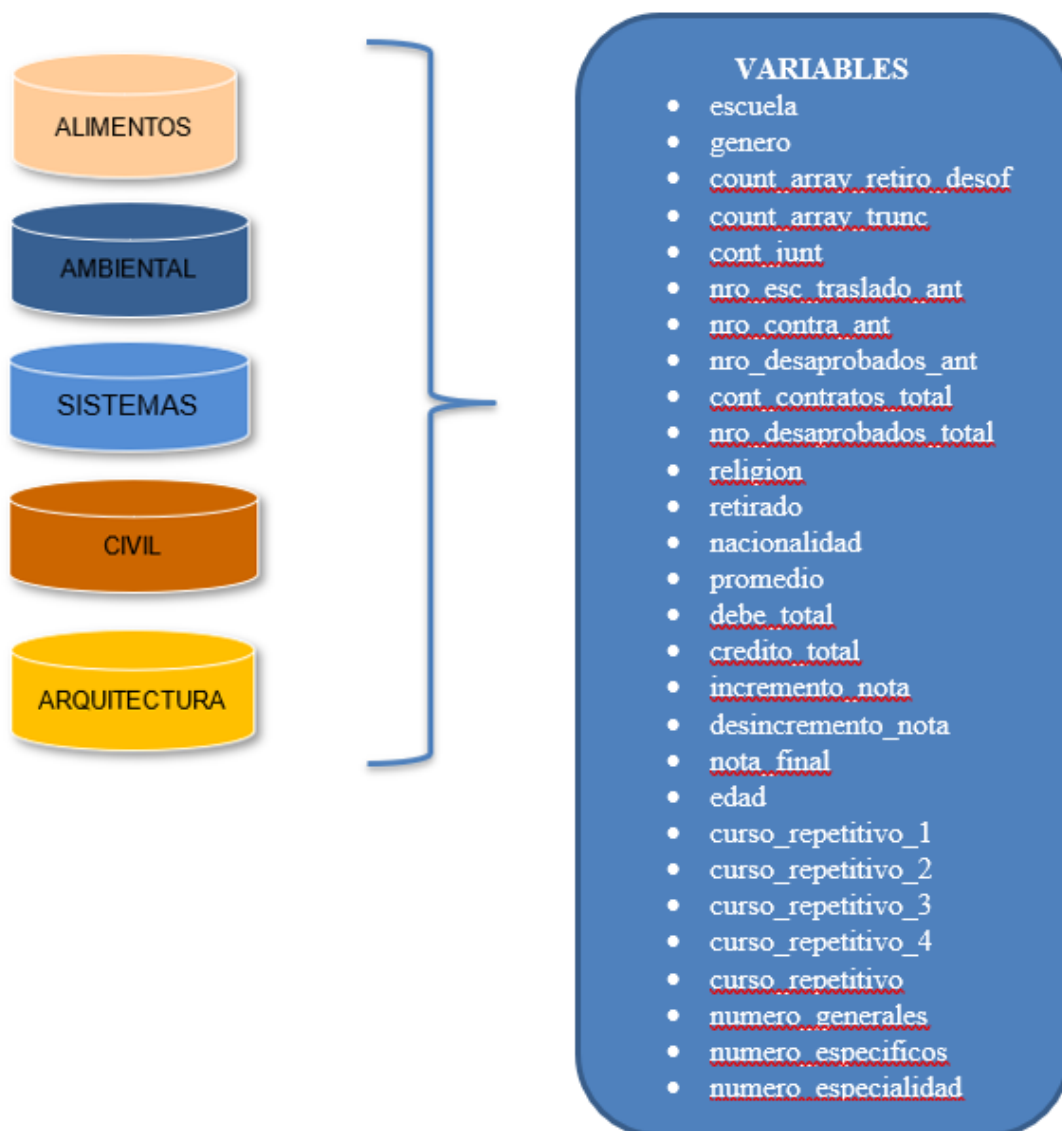 ALIMENTOS
AMBIENTAL
SISTEMAS
CIVIL
ARQUITECTURA
VARIABLES
• escuela
• genero
• count_array_retiro_desof
• count_array_trunc
• cont_iunt
• nro_esc_traslado_ant
• nro_contra_ant
• nro_desaprobados_ant
• cont_contratos_total
• nro_desaprobados_total
• religion
• retirado
• nacionalidad
• promedio
• debe_total
• credito_total
• incremento_nota
• desincremento_nota
• nota_final
• edad
• curso_repetitivo_1
• curso_repetitivo_2
• curso_repetitivo_3
• curso_repetitivo_4
• curso_repetitivo
• numero_generales
• numero_especificos
• numero_especialidad